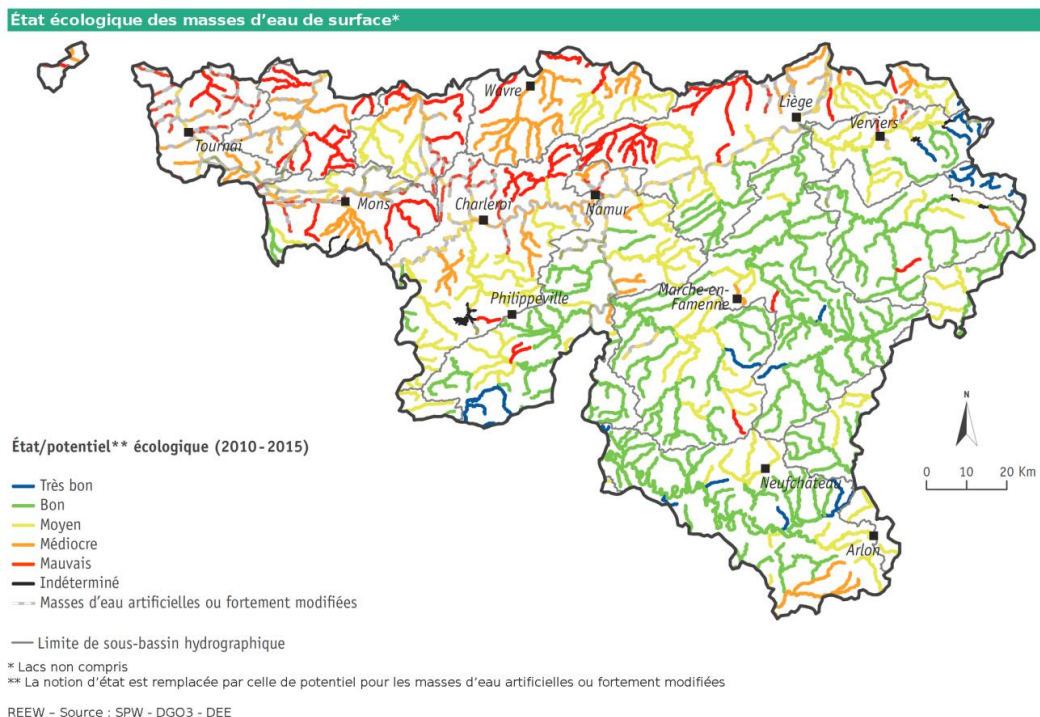 État écologique des masses d'eau de surface*
Wavre
Liège
Verviers
Tournai
Mons
Charleroi
Namur
Marche-en-
Famenne
Philippeville
N
État/potentiel** écologique (2010-2015)
0 10 20 Km
Neufchâteau
Très bon
Bon
Moyen
Médiocre
Arlon
Mauvais
Indéterminé
Masses d'eau artificielles ou fortement modifiées
Limite de sous-bassin hydrographique
* Lacs non compris
** La notion d'état est remplacée par celle de potentiel pour les masses d'eau artificielles ou fortement modifiées
REEW – Source : SPW - DGO3 - DEE